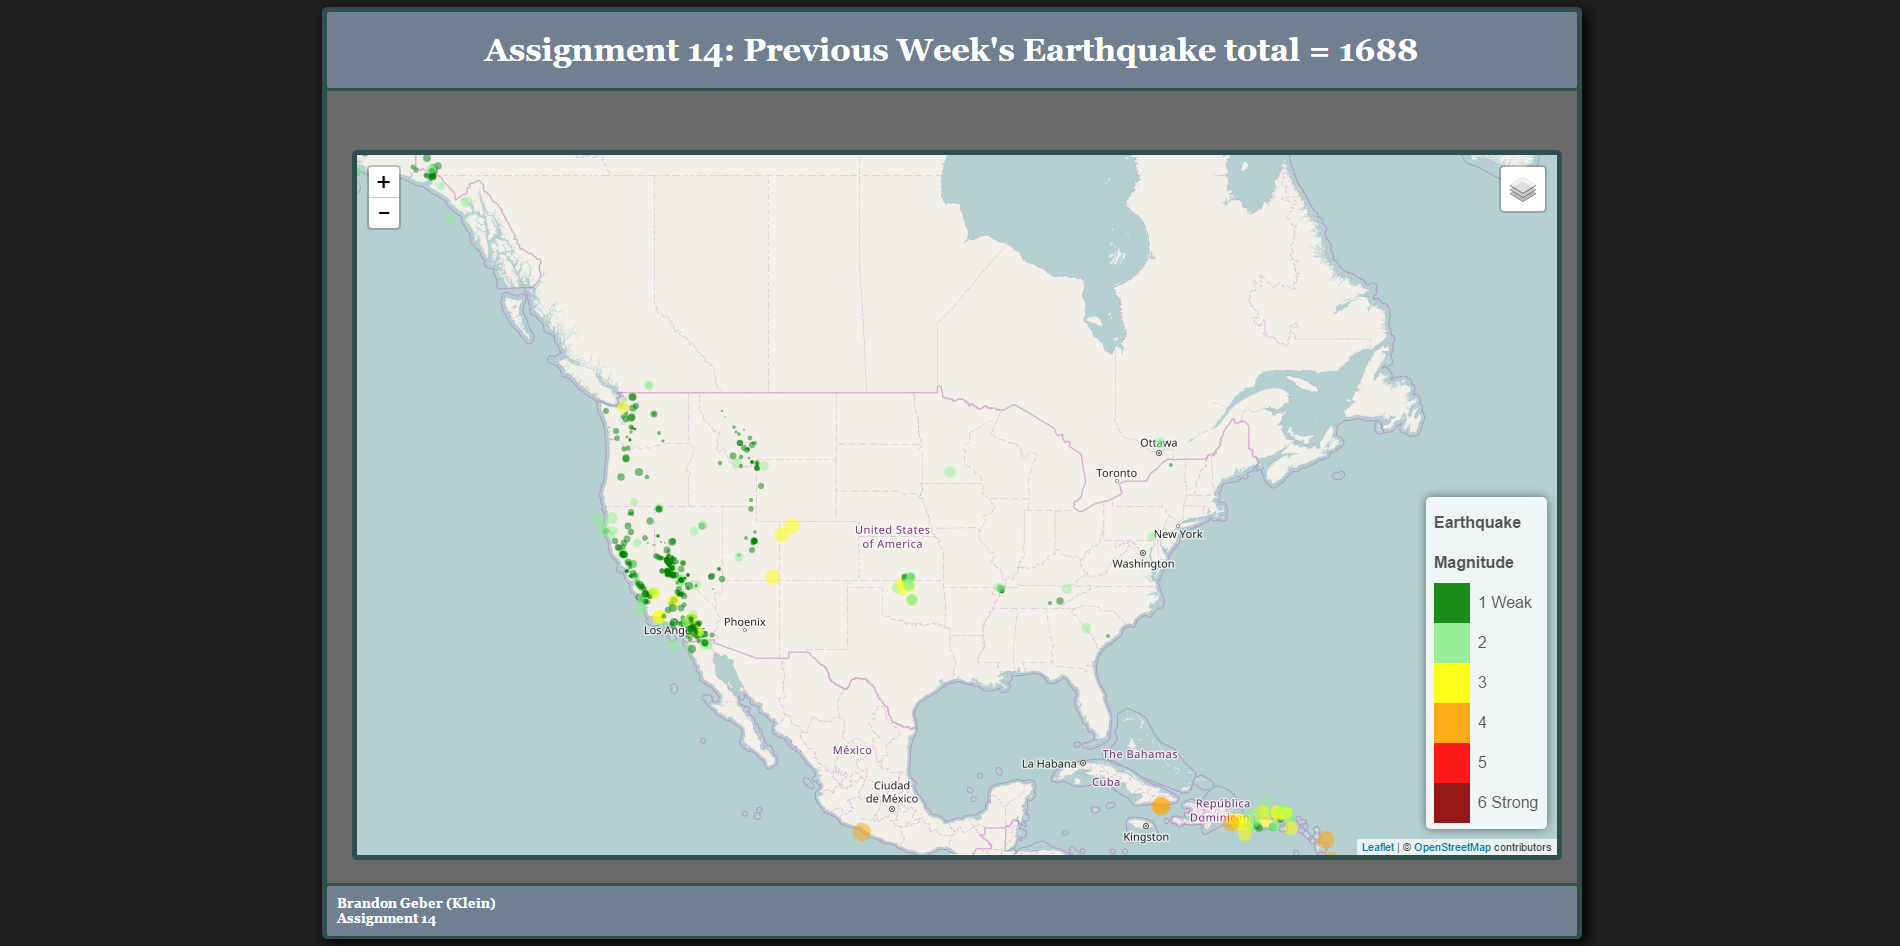 Assignment 14: Previous Week's Earthquake total = 1688
+
−
Ottawa
Toronto
United States
of America
New York
Washington
Phoenix
Los Angeles
México
La Habana
The Bahamas
Cuba
Ciudad
de México
República
Dominicana
Kingston
Earthquake
Magnitude
1 Weak
2
3
4
5
6 Strong
Leaflet | © OpenStreetMap contributors
Brandon Geber (Klein)
Assignment 14